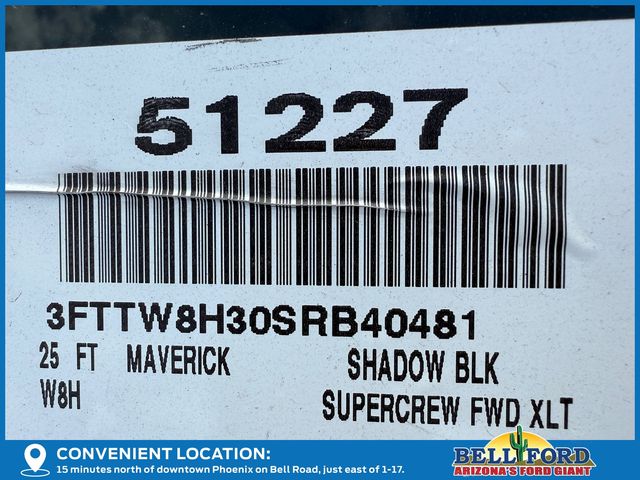 51227
3FTTW8H30SRB40481
25 FT MAVERICK SHADOW BLK
W8H SUPERCREW FWD XLT
CONVENIENT LOCATION:
15 minutes north of downtown Phoenix on Bell Road, just east of 1-17.
BELL FORD
ARIZONA'S FORD GIANT